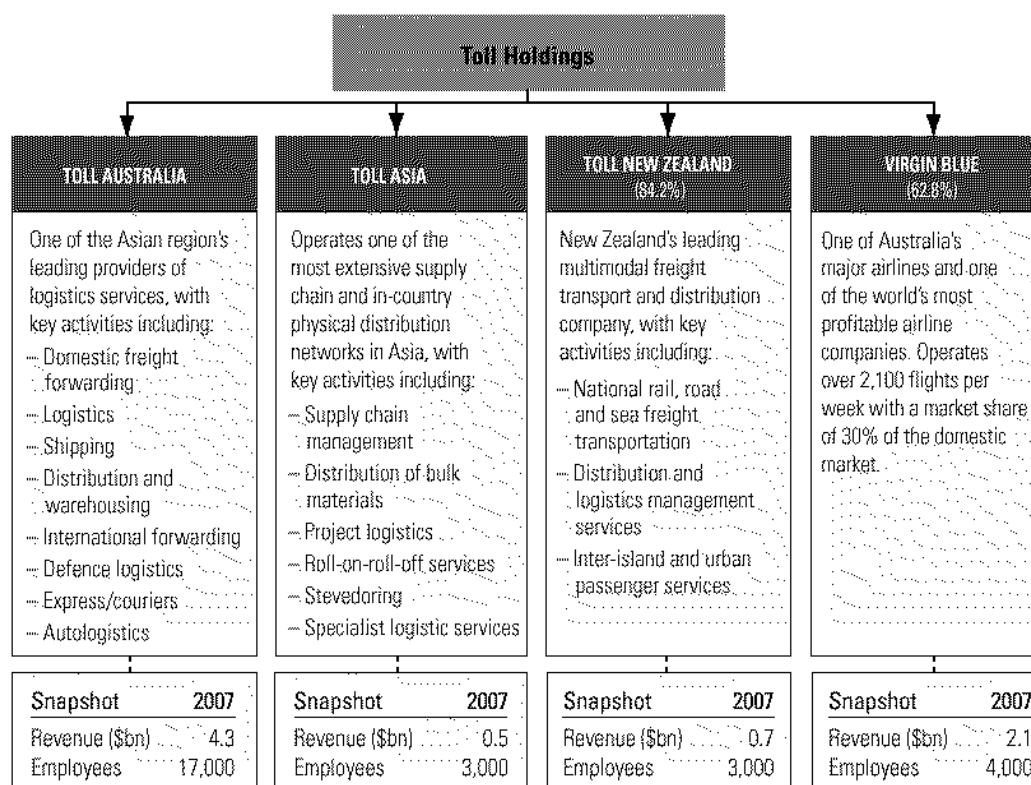 Toll Holdings
TOLL AUSTRALIA
One of the Asian region's
leading providers of
logistics services, with
key activities including:
– Domestic freight
forwarding
– Logistics
– Shipping
– Distribution and
warehousing
– International forwarding
– Defence logistics
– Express/couriers
– Autologistics
Snapshot 2007
Revenue ($bn) 4.3
Employees 17,000
TOLL ASIA
Operates one of the
most extensive supply
chain and in-country
physical distribution
networks in Asia, with
key activities including:
– Supply chain
management
– Distribution of bulk
materials
– Project logistics
– Roll-on-roll-off services
– Stevedoring
– Specialist logistic services
Snapshot 2007
Revenue ($bn) 0.5
Employees 3,000
TOLL NEW ZEALAND
(84.2%)
New Zealand's leading
multimodal freight
transport and distribution
company, with key
activities including:
– National rail, road
and sea freight
transportation
– Distribution and
logistics management
services
– Inter-island and urban
passenger services
Snapshot 2007
Revenue ($bn) 0.7
Employees 3,000
VIRGIN BLUE
(62.8%)
One of Australia's
major airlines and one
of the world's most
profitable airline
companies. Operates
over 2,100 flights per
week with a market share
of 30% of the domestic
market.
Snapshot 2007
Revenue ($bn) 2.1
Employees 4,000